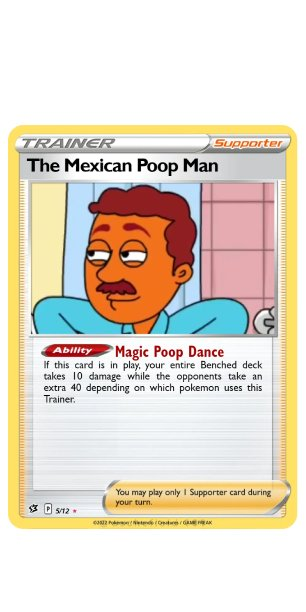 TRAINER Supporter
The Mexican Poop Man
Ability Magic Poop Dance
If this card is in play, your entire Benched deck
takes 10 damage while the opponents take an
extra 40 depending on which pokemon uses this
Trainer.
You may play only 1 Supporter card during
your turn.
P 5/12
©2022 Pokemon / Nintendo / Creatures / GAME FREAK